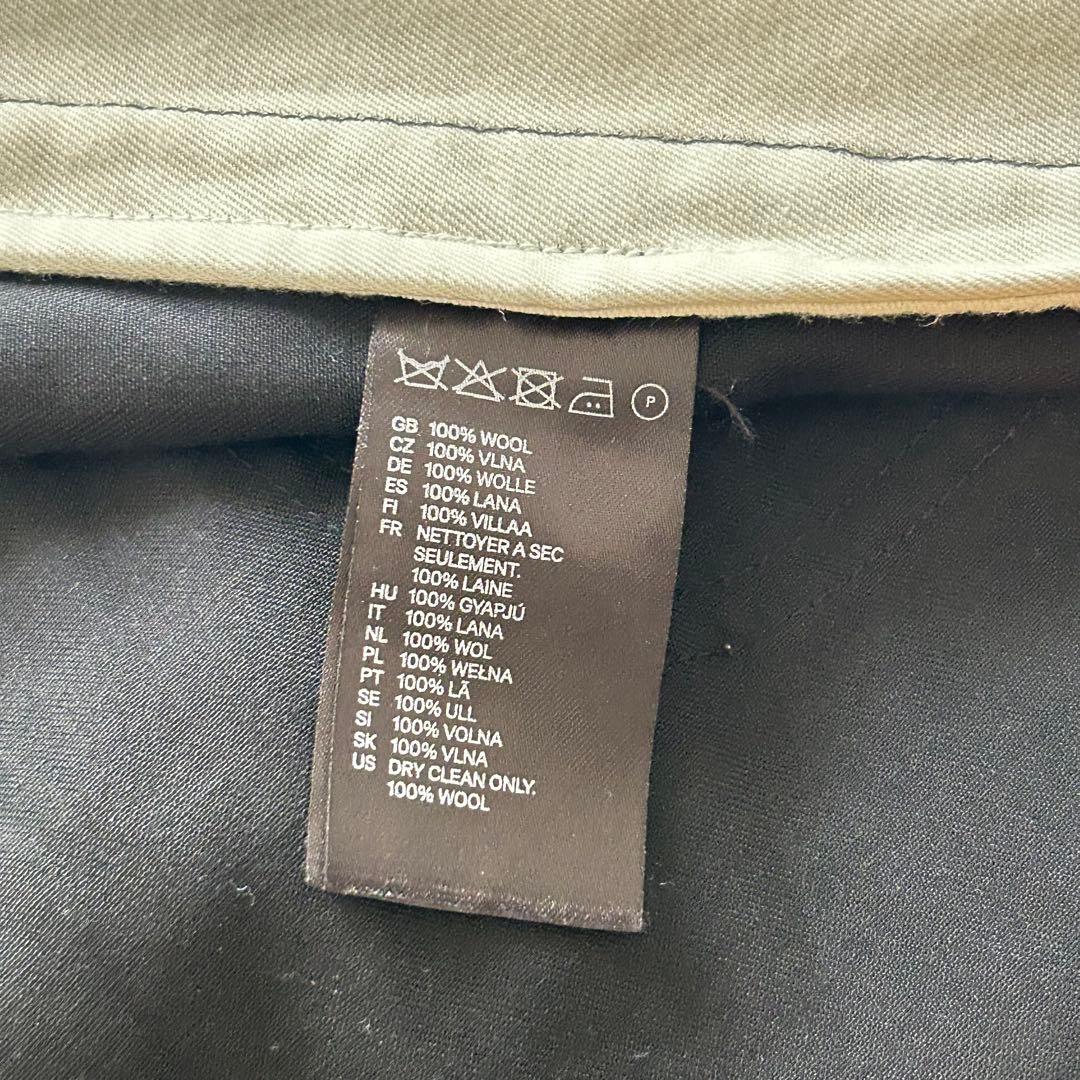 P
GB 100% WOOL
CZ 100% VLNA
DE 100% WOLLE
ES 100% LANA
FI 100% VILLAA
FR NETTOYER A SEC
SEULEMENT.
100% LAINE
HU 100% GYAPJÚ
IT 100% LANA
NL 100% WOL
PL 100% WEŁNA
PT 100% LÃ
SE 100% ULL
SI 100% VOLNA
SK 100% VLNA
US DRY CLEAN ONLY.
100% WOOL